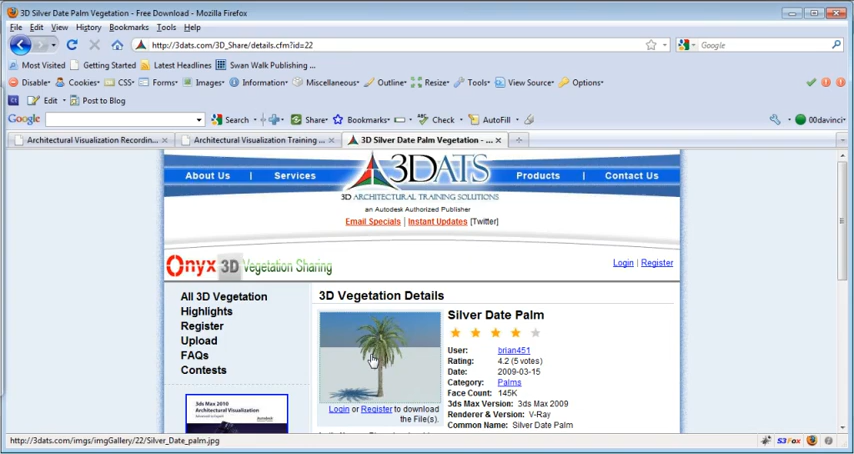 3D Silver Date Palm Vegetation - Free Download - Mozilla Firefox
File Edit View History Bookmarks Tools Help
http://3dats.com/3D_Share/details.cfm?id=22
Google
Most Visited Getting Started Latest Headlines Swan Walk Publishing ...
Disable Cookies CSS Forms Images Information Miscellaneous Outline Resize Tools View Source Options
Edit Post to Blog
Google Search Share Bookmarks Check AutoFill 00davinci
Architectural Visualization Recordin... Architectural Visualization Training ... 3D Silver Date Palm Vegetation - ...
About Us | Services 3DATS Products | Contact Us
3D ARCHITECTURAL TRAINING SOLUTIONS
an Autodesk Authorized Publisher
Email Specials | Instant Updates [Twitter]
Onyx 3D Vegetation Sharing
Login | Register
All 3D Vegetation
Highlights
Register
Upload
FAQs
Contests
3ds Max 2010
Architectural Visualization
3D Vegetation Details
Login or Register to download
the File(s).
Silver Date Palm
User: brian451
Rating: 4.2 (5 votes)
Date: 2009-03-15
Category: Palms
Face Count: 145K
3ds Max Version: 3ds Max 2009
Renderer & Version: V-Ray
Common Name: Silver Date Palm
http://3dats.com/imgs/imgGallery/22/Silver_Date_palm.jpg
S3Fox